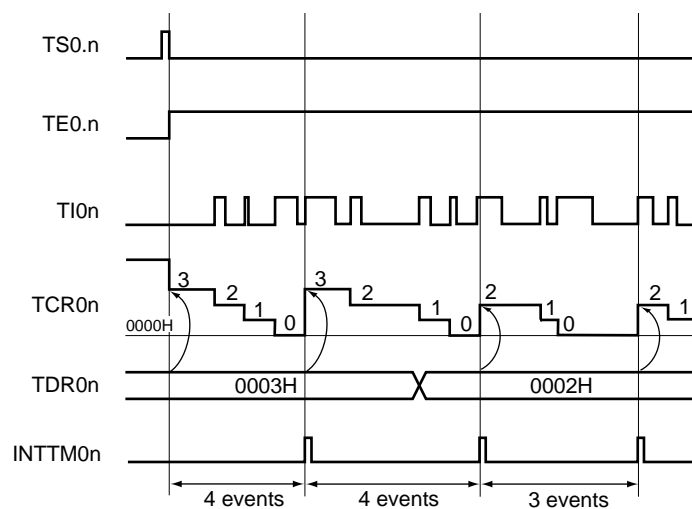 TS0.n
TE0.n
TI0n
TCR0n
3
2
1
0
3
2
1
0
2
1
0
2
1
0000H
TDR0n
0003H
0002H
INTTM0n
4 events
4 events
3 events